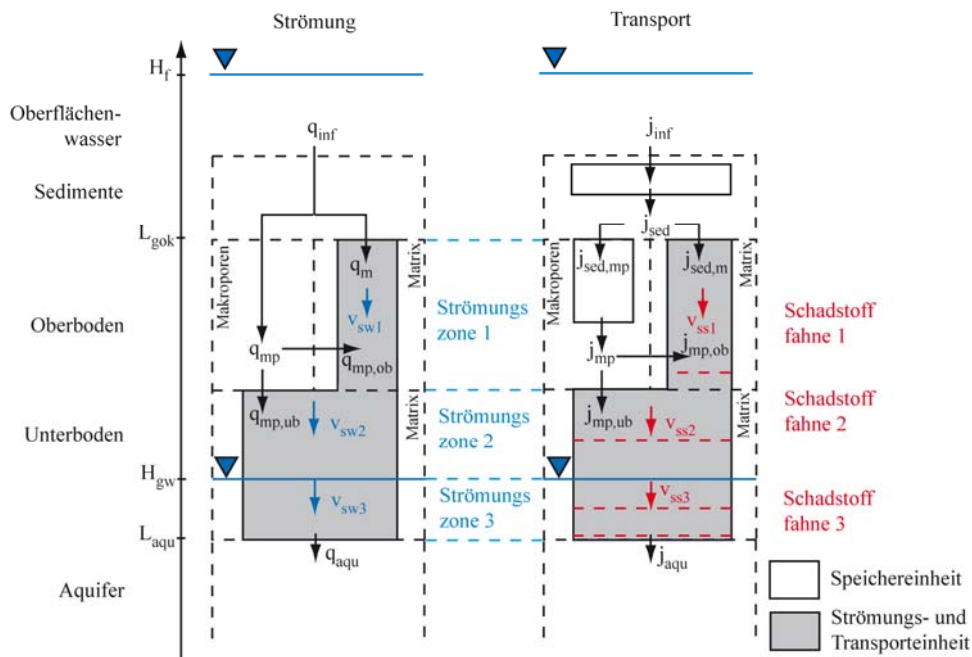 Strömung
Transport
H_f
Oberflächen-
wasser
q_inf
j_inf
Sedimente
L_gok
j_sed
Makroporen
q_m
Matrix
Makroporen
j_sed,mp
j_sed,m
Matrix
Oberboden
v_sw1
Strömungs
zone 1
v_ss1
Schadstoff
fahne 1
q_mp
q_mp,ob
j_mp
j_mp,ob
Unterboden
q_mp,ub
v_sw2
Matrix
Strömungs
zone 2
j_mp,ub
v_ss2
Matrix
Schadstoff
fahne 2
H_gw
v_sw3
Strömungs
zone 3
v_ss3
Schadstoff
fahne 3
L_aqu
q_aqu
j_aqu
Aquifer
Speichereinheit
Strömungs- und
Transporteinheit